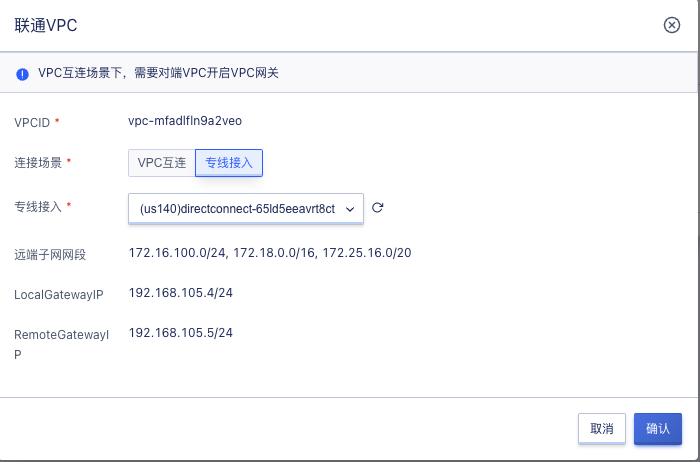 联通VPC
VPC互连场景下，需要对端VPC开启VPC网关
VPCID * vpc-mfadlfln9a2veo
连接场景 * VPC互连 专线接入
专线接入 * (us140)directconnect-65ld5eeavrt8ct
远端子网网段 172.16.100.0/24, 172.18.0.0/16, 172.25.16.0/20
LocalGatewayIP 192.168.105.4/24
RemoteGatewayI 192.168.105.5/24
P
取消 确认